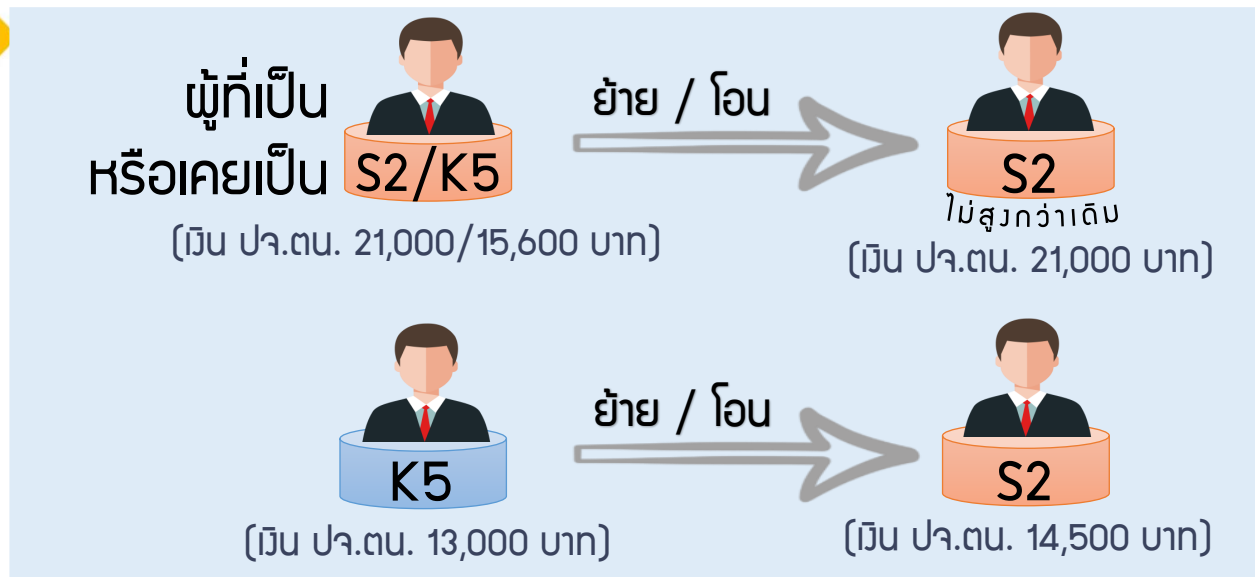 ผู้ที่เป็น
หรือเคยเป็น
S2/K5
(เงิน ปจ.ตน. 21,000/15,600 บาท)
ย้าย / โอน
S2
ไม่สูงกว่าเดิม
(เงิน ปจ.ตน. 21,000 บาท)
K5
(เงิน ปจ.ตน. 13,000 บาท)
ย้าย / โอน
S2
(เงิน ปจ.ตน. 14,500 บาท)